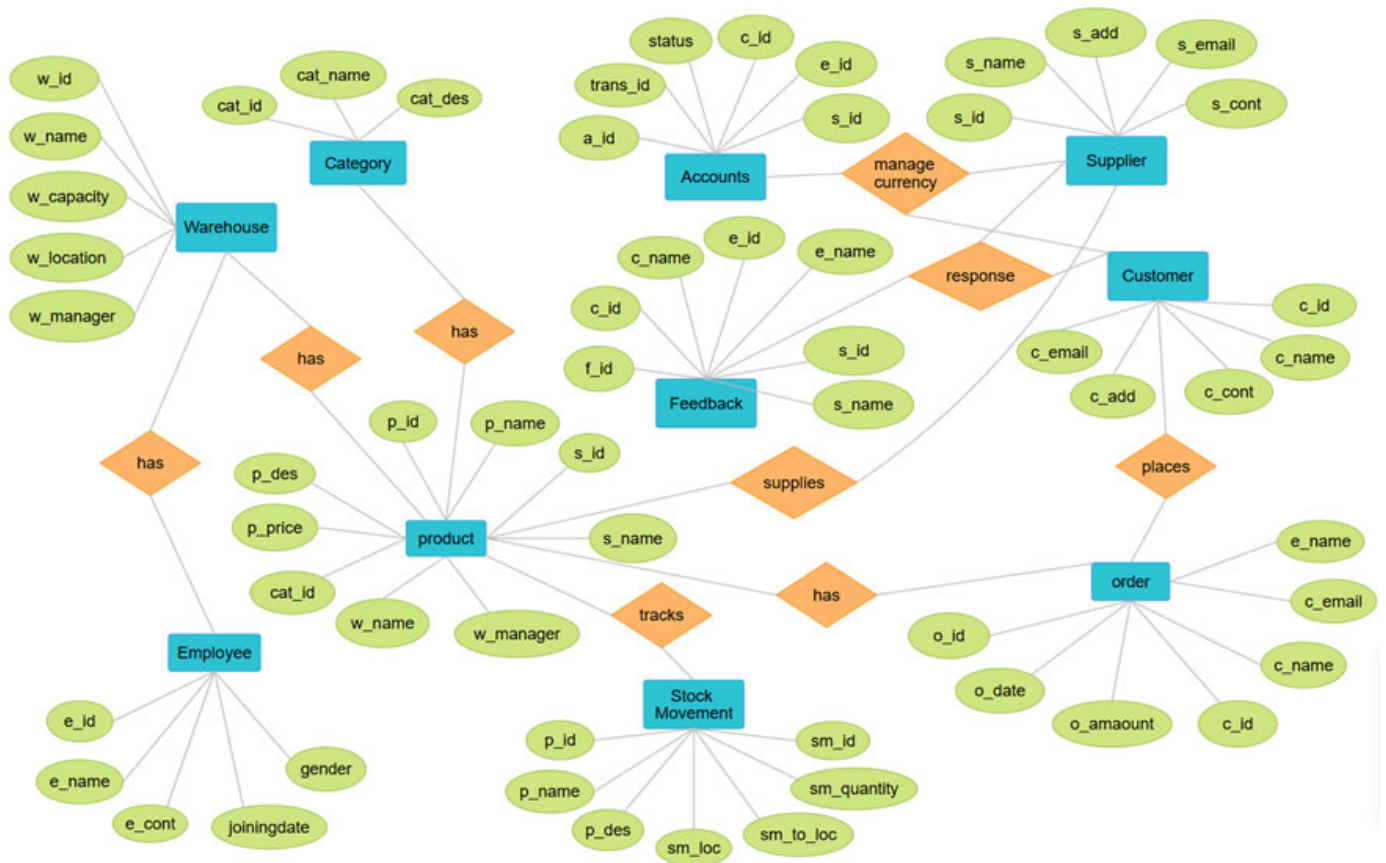 status
c_id
s_add
s_email
w_id
cat_name
e_id
s_name
cat_id
cat_des
trans_id
s_cont
w_name
a_id
s_id
s_id
Category
Accounts
manage
currency
Supplier
w_capacity
Warehouse
w_location
c_name
e_id
e_name
response
Customer
w_manager
c_id
has
has
s_id
c_id
c_email
c_name
f_id
Feedback
s_name
c_add
c_cont
p_id
p_name
s_id
has
p_des
supplies
places
p_price
product
s_name
e_name
cat_id
w_name
w_manager
tracks
has
order
c_email
o_id
Employee
c_name
o_date
Stock
Movement
o_amaount
c_id
e_id
p_id
sm_id
gender
e_name
p_name
sm_quantity
e_cont
joiningdate
p_des
sm_loc
sm_to_loc